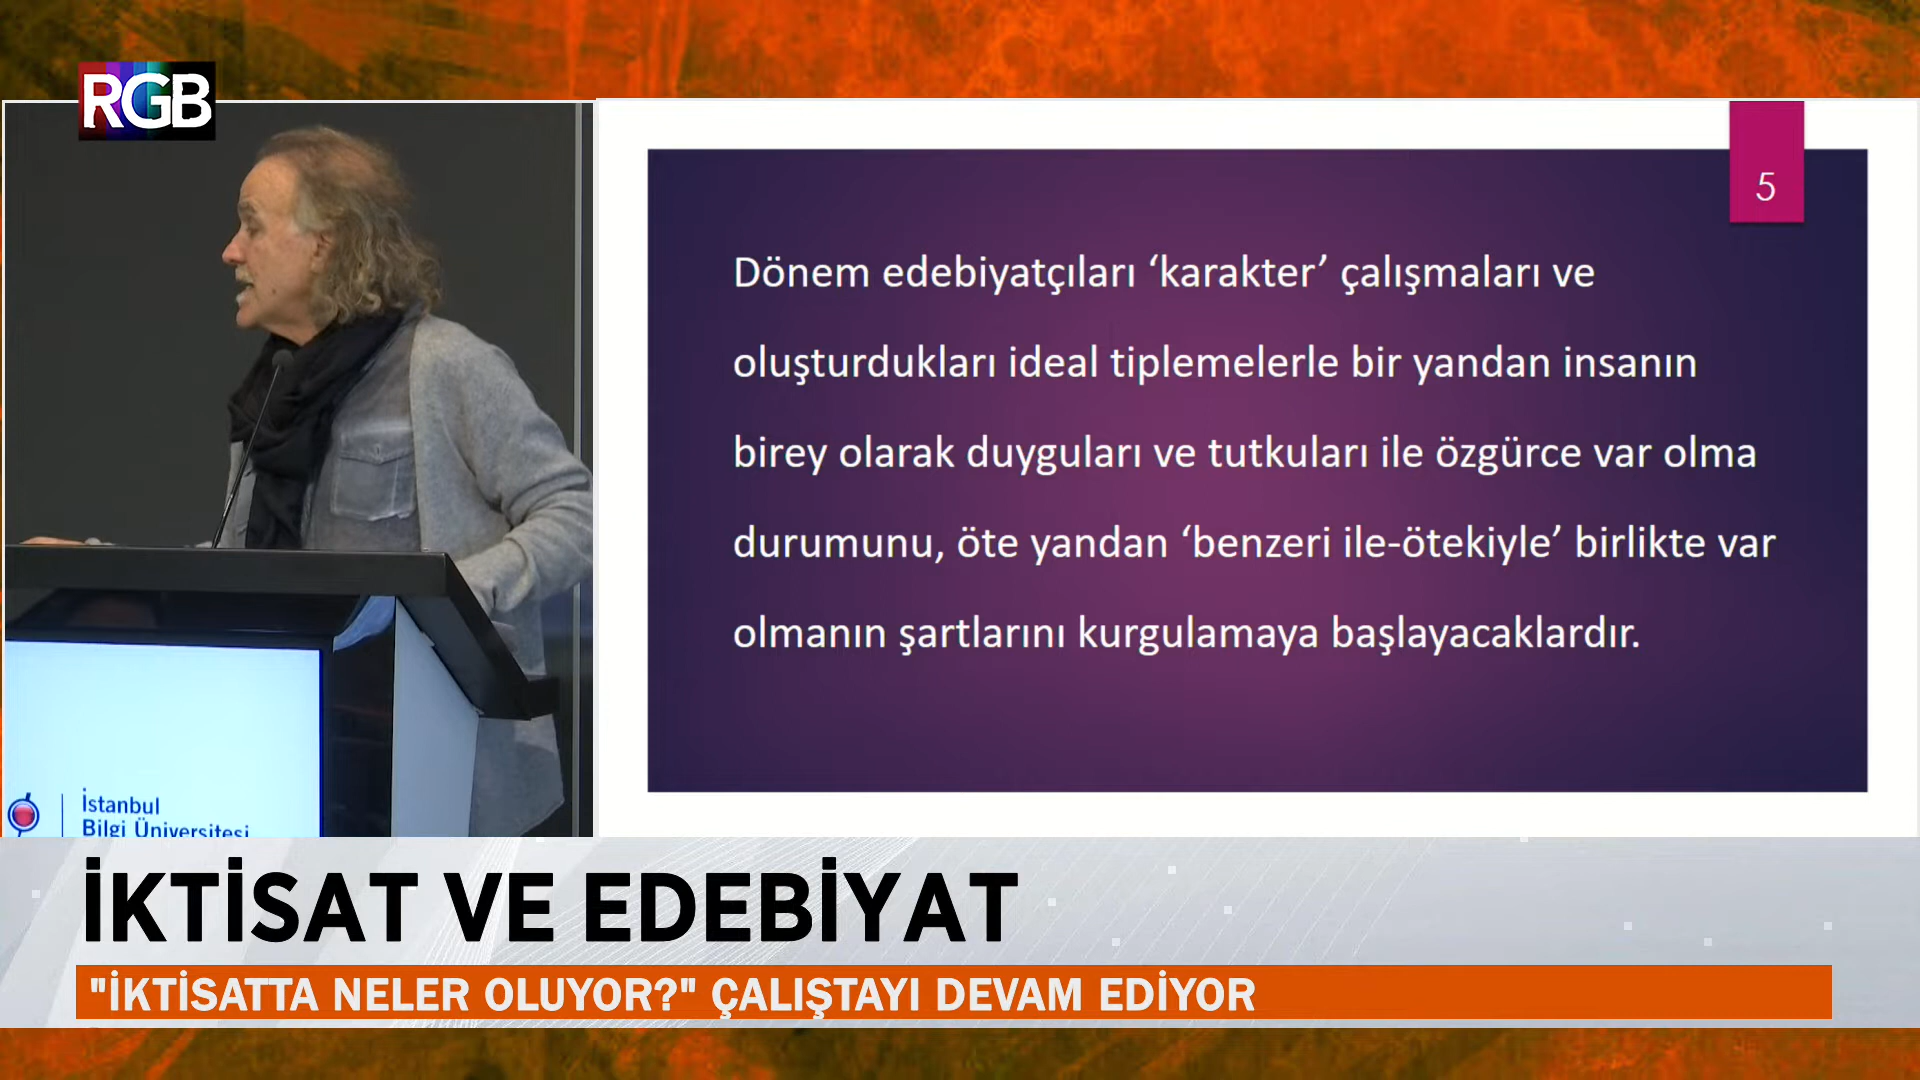 RGB
5
Dönem edebiyatçıları ‘karakter’ çalışmaları ve
oluşturdukları ideal tiplemelerle bir yandan insanın
birey olarak duyguları ve tutkuları ile özgürce var olma
durumunu, öte yandan ‘benzeri ile-ötekiyle’ birlikte var
olmanın şartlarını kurgulamaya başlayacaklardır.
İstanbul
Bilgi Üniversitesi
İKTİSAT VE EDEBİYAT
"İKTİSATTA NELER OLUYOR?" ÇALIŞTAYI DEVAM EDİYOR